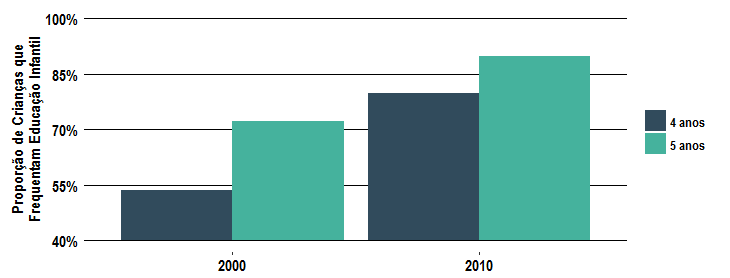 Proporção de Crianças que
Frequentam Educação Infantil
100%
85%
70%
55%
40%
2000
2010
4 anos
5 anos